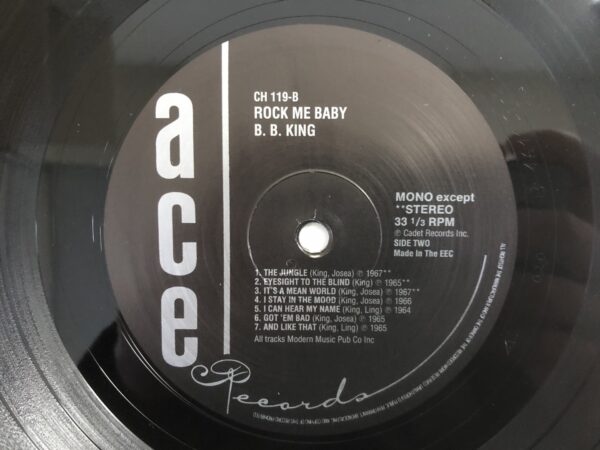 ace
Records
CH 119-B
ROCK ME BABY
B. B. KING
MONO except
**STEREO
33 1/3 RPM
℗ Cadet Records Inc.
SIDE TWO
Made In The EEC
1. THE JUNGLE (King, Josea) ℗ 1967**
2. EYESIGHT TO THE BLIND (King) ℗ 1965**
3. IT'S A MEAN WORLD (King, Josea) ℗ 1967**
4. I STAY IN THE MOOD (King, Josea) ℗ 1966
5. I CAN HEAR MY NAME (King, Ling) ℗ 1964
6. GOT 'EM BAD (King, Josea) ℗ 1965
7. AND LIKE THAT (King, Ling) ℗ 1965
All tracks Modern Music Pub Co Inc